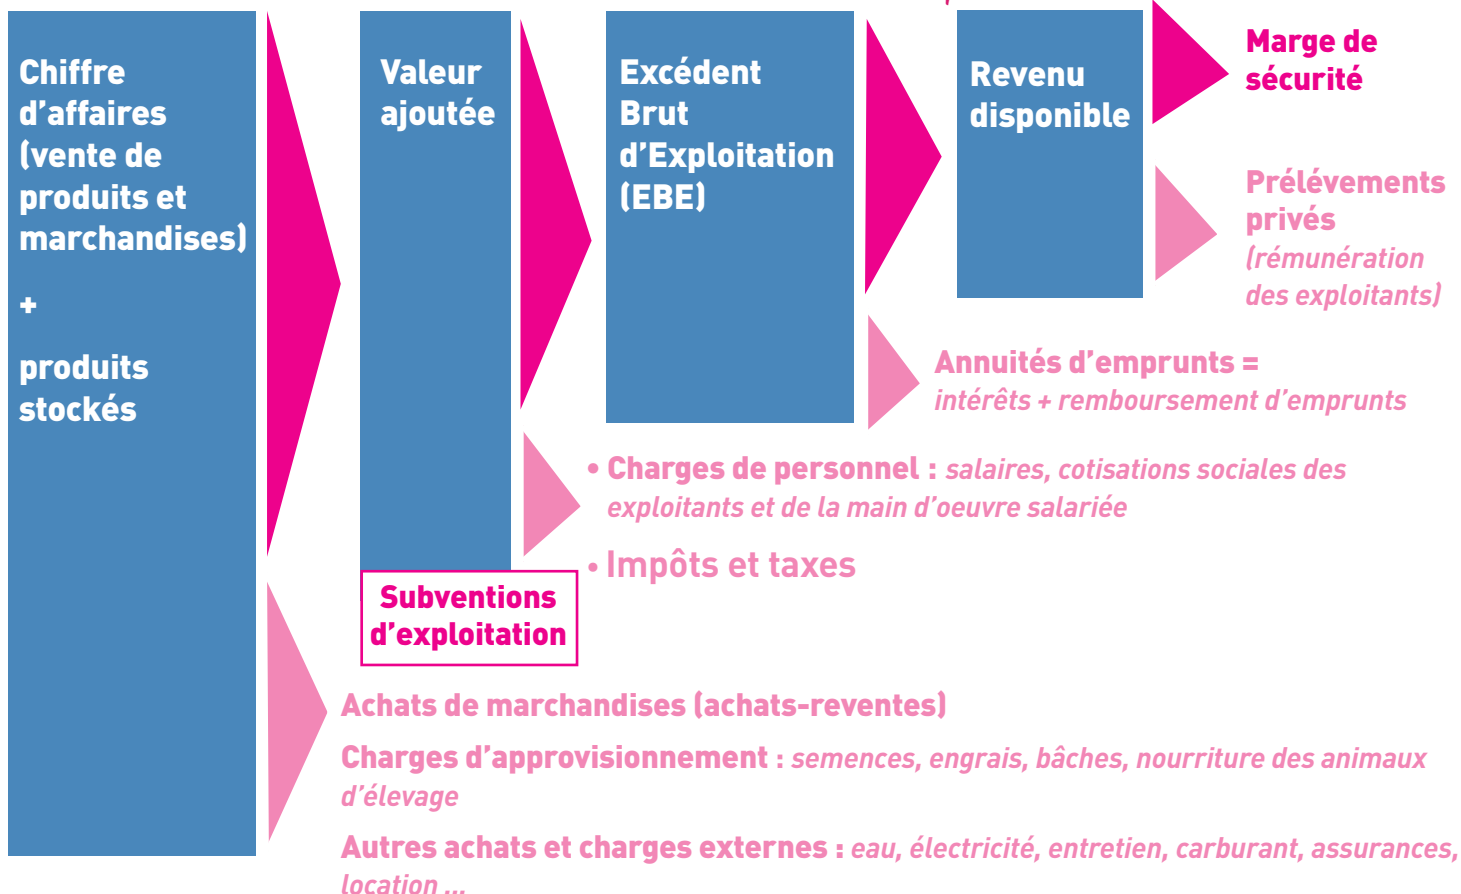 Chiffre
d'affaires
(vente de
produits et
marchandises)
+
produits
stockés
Valeur
ajoutée
Subventions
d'exploitation
Excédent
Brut
d'Exploitation
(EBE)
Revenu
disponible
Marge de
sécurité
Prélévements
privés
(rémunération
des exploitants)
Annuités d'emprunts =
intérêts + remboursement d'emprunts
• Charges de personnel : salaires, cotisations sociales des
exploitants et de la main d'oeuvre salariée
• Impôts et taxes
Achats de marchandises (achats-reventes)
Charges d'approvisionnement : semences, engrais, bâches, nourriture des animaux
d'élevage
Autres achats et charges externes : eau, électricité, entretien, carburant, assurances,
location ...